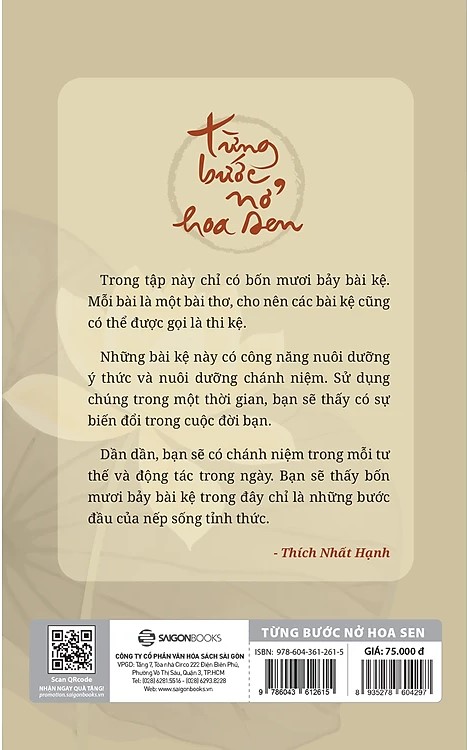 từng
bước
nở
hoa sen
Trong tập này chỉ có bốn mươi bảy bài kệ.
Mỗi bài là một bài thơ, cho nên các bài kệ cũng
có thể được gọi là thi kệ.
Những bài kệ này có công năng nuôi dưỡng
ý thức và nuôi dưỡng chánh niệm. Sử dụng
chúng trong một thời gian, bạn sẽ thấy có sự
biến đổi trong cuộc đời bạn.
Dần dần, bạn sẽ có chánh niệm trong mỗi tư
thế và động tác trong ngày. Bạn sẽ thấy bốn
mươi bảy bài kệ trong đây chỉ là những bước
đầu của nếp sống tỉnh thức.
- Thích Nhất Hạnh
Scan QRcode
NHẬN NGAY QUÀ TẶNG!
promotion.saigonbooks.vn
SAIGONBOOKS
CÔNG TY CỔ PHẦN VĂN HÓA SÁCH SÀI GÒN
VPGD: Tầng 7, Tòa nhà Circo 222 Điện Biên Phủ,
Phường Võ Thị Sáu, Quận 3, TP.HCM
Tel: (028) 6281.5516 - (028) 6293.8228
Web: www.saigonbooks.vn
TỪNG BƯỚC NỞ HOA SEN
ISBN: 978-604-361-261-5
9 786043 612615
GIÁ: 75.000 đ
8 935278 604297